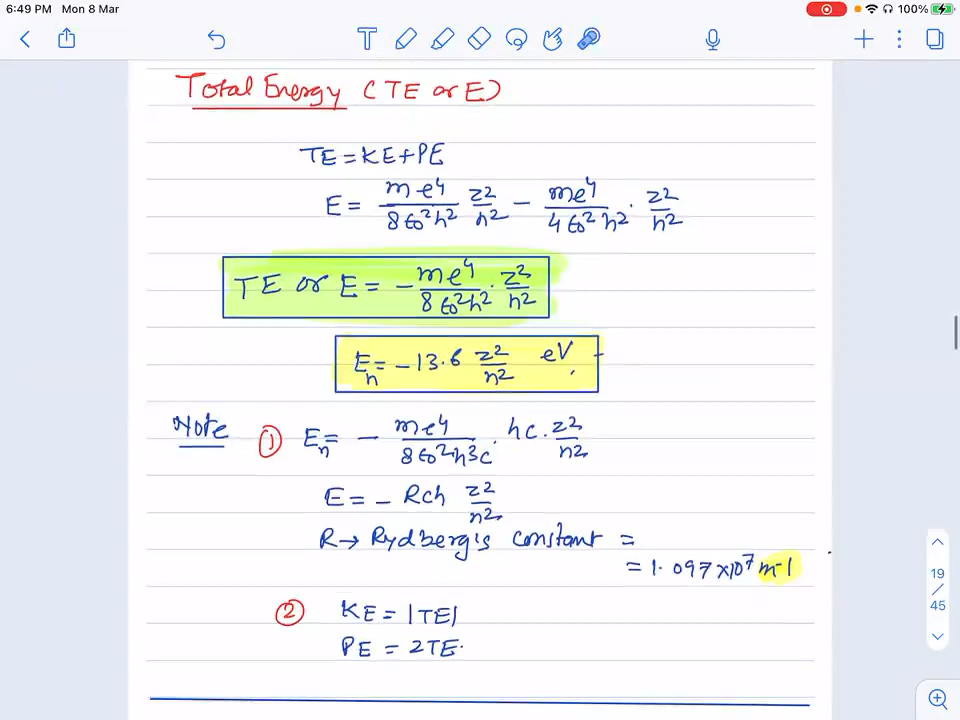 6:49 PM Mon 8 Mar 100%
Total Energy (TE or E)
TE = KE + PE
E = me⁴/8ε₀²h² z²/n² - me⁴/4ε₀²h² · z²/n²
TE or E = - me⁴/8ε₀²h² · z²/n²
Eₙ = - 13.6 z²/n² eV
Note ① Eₙ = - me⁴/8ε₀²h³c · hc · z²/n²
E = - Rch z²/n²
R → Rydberg's constant =
= 1.097 × 10⁷ m-1
② KE = |TE|
PE = 2TE.
19
/
45